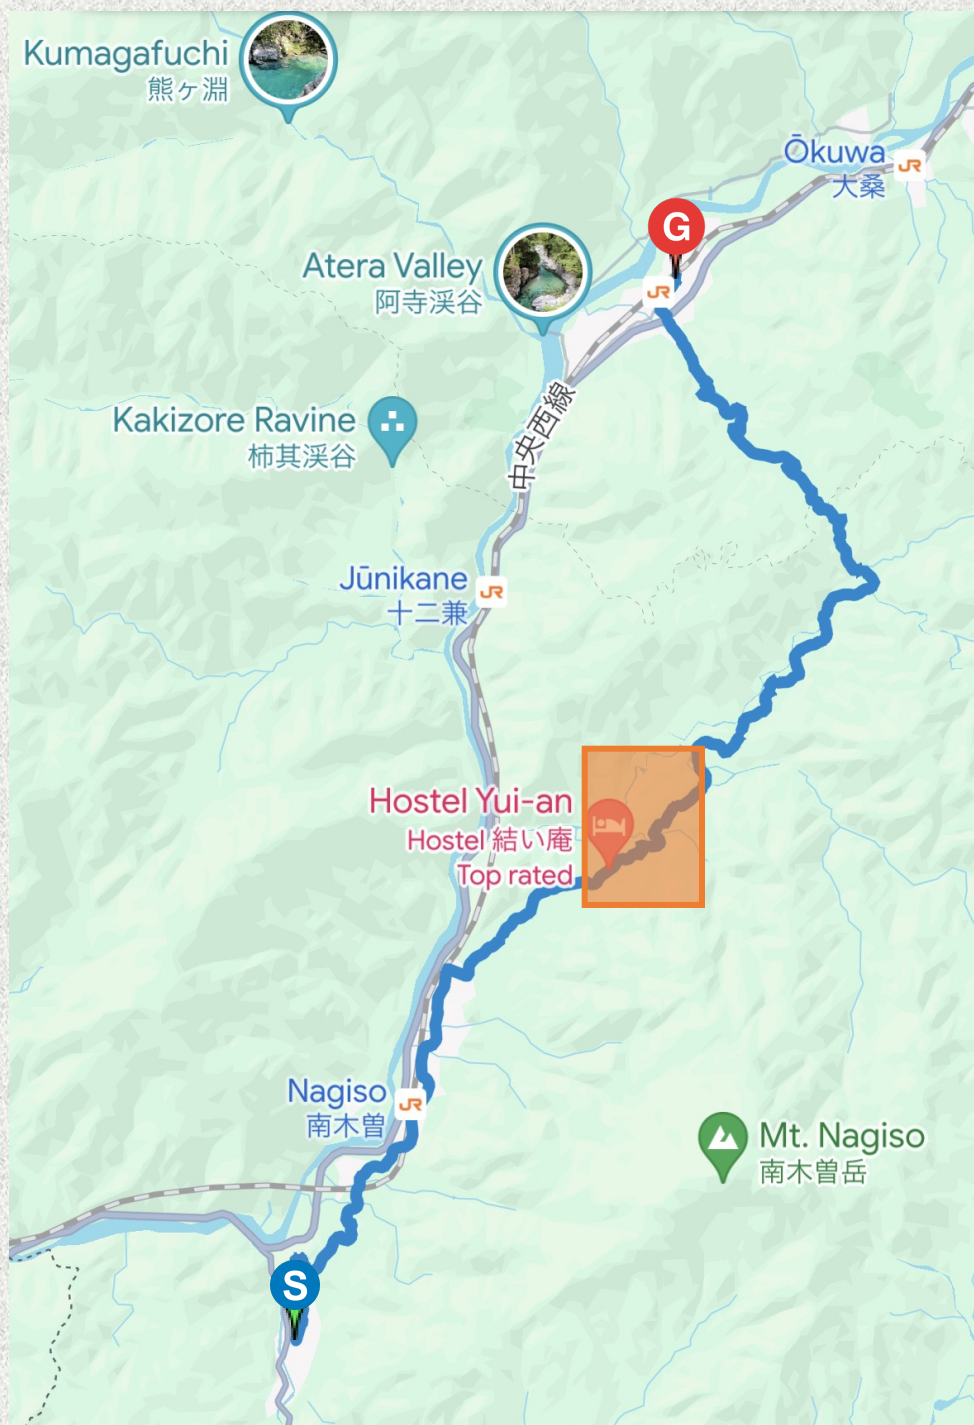 Kumagafuchi
熊ヶ淵
Ōkuwa
大桑
JR
G
JR
Atera Valley
阿寺渓谷
中央西線
Kakizore Ravine
柿其渓谷
Jūnikane
十二兼
JR
Hostel Yui-an
Hostel 結い庵
Top rated
Nagiso
南木曽
JR
Mt. Nagiso
南木曽岳
S